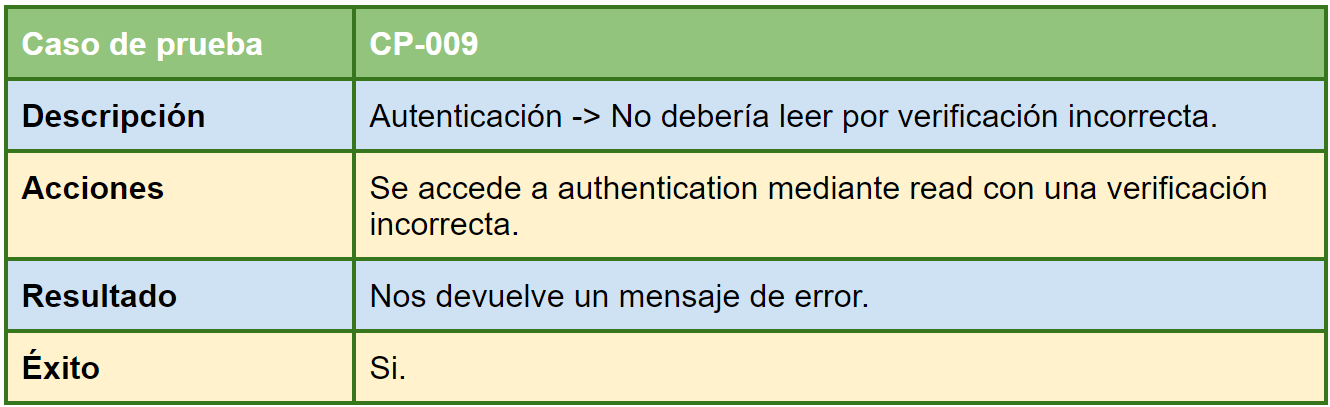 Caso de prueba CP-009
Descripción Autenticación -> No debería leer por verificación incorrecta.
Acciones Se accede a authentication mediante read con una verificación
incorrecta.
Resultado Nos devuelve un mensaje de error.
Éxito Si.